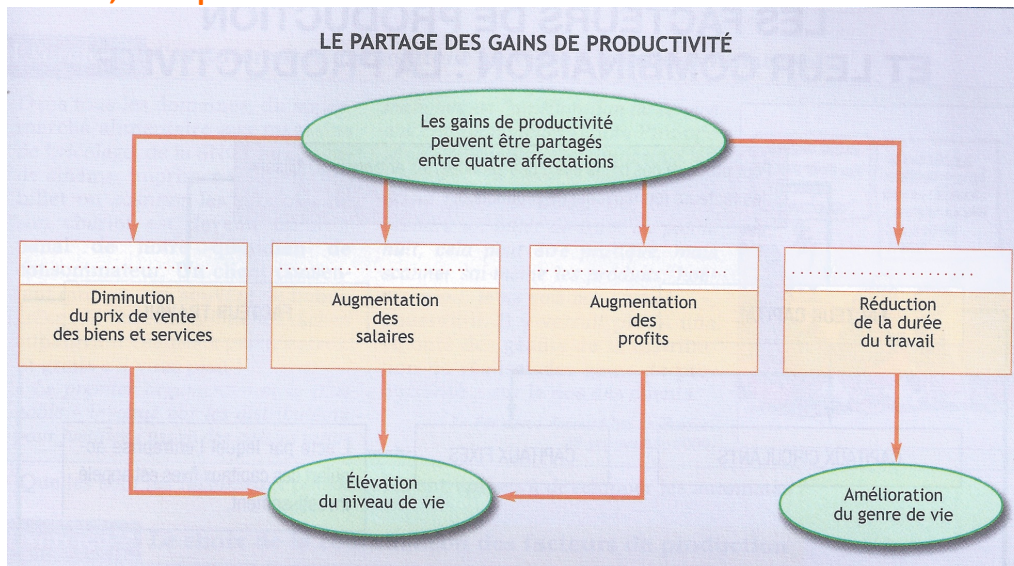 LE PARTAGE DES GAINS DE PRODUCTIVITÉ
Les gains de productivité
peuvent être partagés
entre quatre affectations
Diminution
du prix de vente
des biens et services
Augmentation
des
salaires
Augmentation
des
profits
Réduction
de la durée
du travail
Élévation
du niveau de vie
Amélioration
du genre de vie